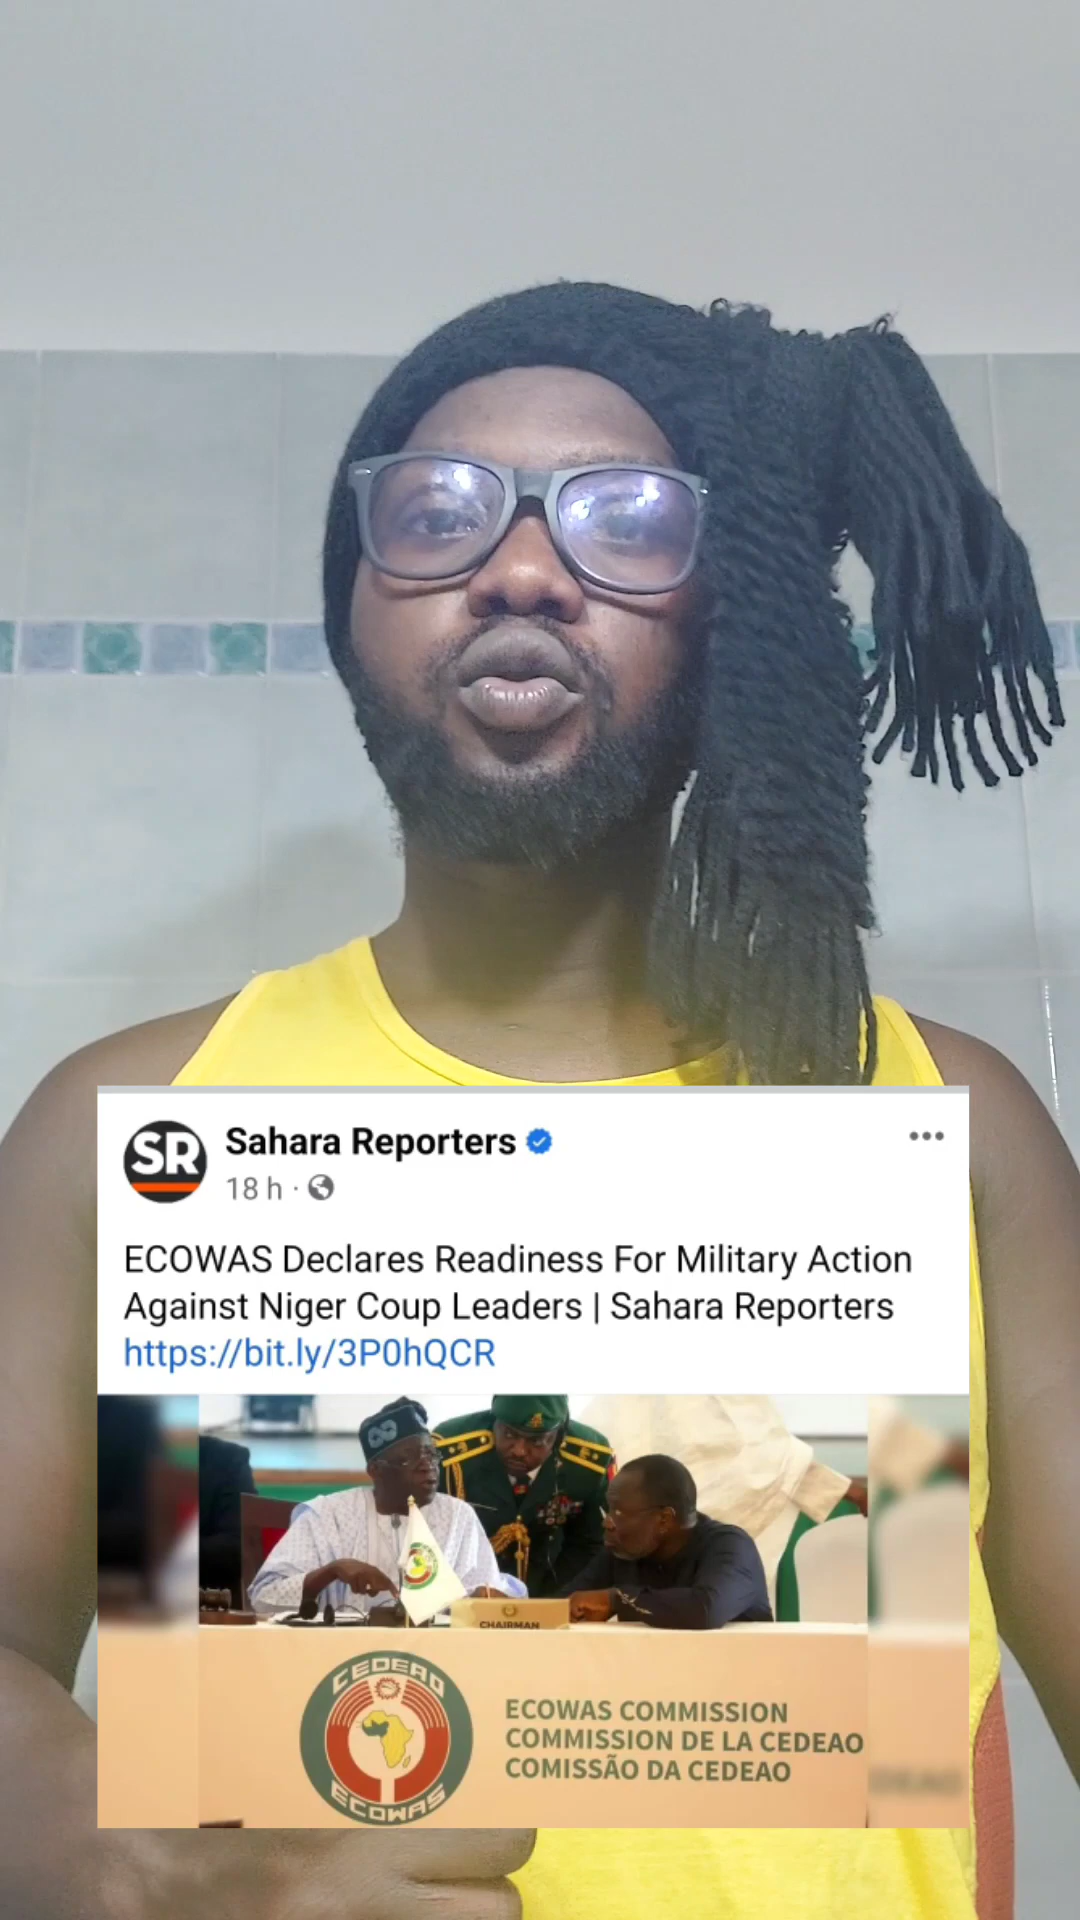 SR
Sahara Reporters
18 h
ECOWAS Declares Readiness For Military Action
Against Niger Coup Leaders | Sahara Reporters
https://bit.ly/3P0hQCR
CHAIRMAN
CEDEAO
ECOWAS
ECOWAS COMMISSION
COMMISSION DE LA CEDEAO
COMISSÃO DA CEDEAO